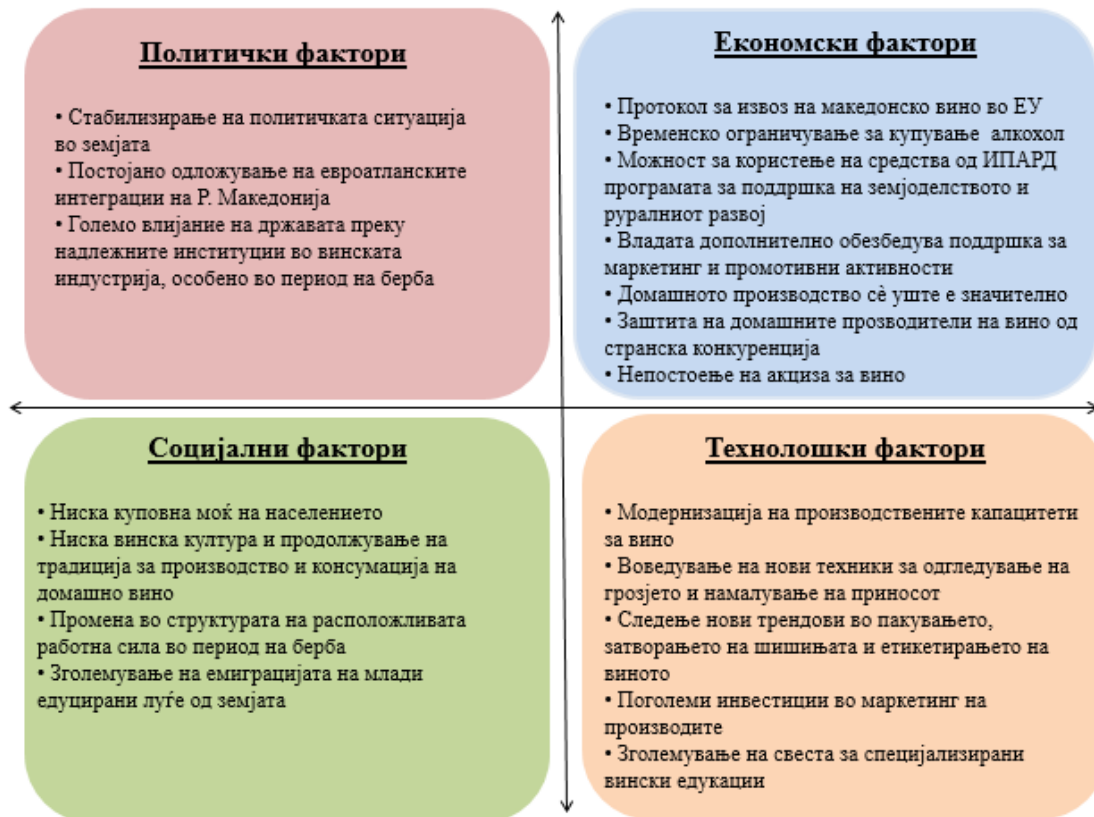 Политички фактори
• Стабилизирање на политичката ситуација
во земјата
• Постојано одложување на евроатланските
интеграции на Р. Македонија
• Големо влијание на државата преку
надлежните институции во винската
индустрија, особено во период на берба
Економски фактори
• Протокол за извоз на македонско вино во ЕУ
• Временско ограничување за купување алкохол
• Можност за користење на средства од ИПАРД
програмата за поддршка на земјоделството и
руралниот развој
• Владата дополнително обезбедува поддршка за
маркетинг и промотивни активности
• Домашното производство сè уште е значително
• Заштита на домашните прозводители на вино од
странска конкуренција
• Непостоење на акциза за вино
Социјални фактори
• Ниска куповна моќ на населението
• Ниска винска култура и продолжување на
традиција за производство и консумација на
домашно вино
• Промена во структурата на расположливата
работна сила во период на берба
• Зголемување на емиграцијата на млади
едуцирани луѓе од земјата
Технолошки фактори
• Модернизација на производствените капацитети
за вино
• Воведување на нови техники за одгледување на
грозјето и намалување на приносот
• Следење нови трендови во пакувањето,
затворањето на шишињата и етикетирањето на
виното
• Поголеми инвестиции во маркетинг на
производите
• Зголемување на свеста за специјализирани
вински едукации